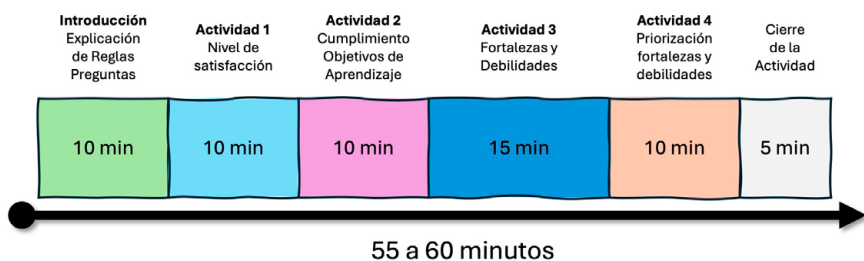 Introducción
Explicación
de Reglas
Preguntas
Actividad 1
Nivel de
satisfacción
Actividad 2
Cumplimiento
Objetivos de
Aprendizaje
Actividad 3
Fortalezas y
Debilidades
Actividad 4
Priorización
fortalezas y
debilidades
Cierre
de la
Actividad
10 min
10 min
10 min
15 min
10 min
5 min
55 a 60 minutos